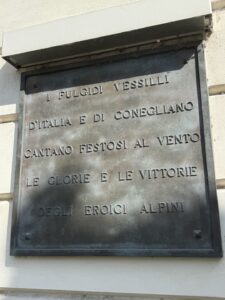 I FULGIDI VESSILLI
D'ITALIA E DI CONEGLIANO
CANTANO FESTOSI AL VENTO
LE GLORIE E LE VITTORIE
DEGLI EROICI ALPINI